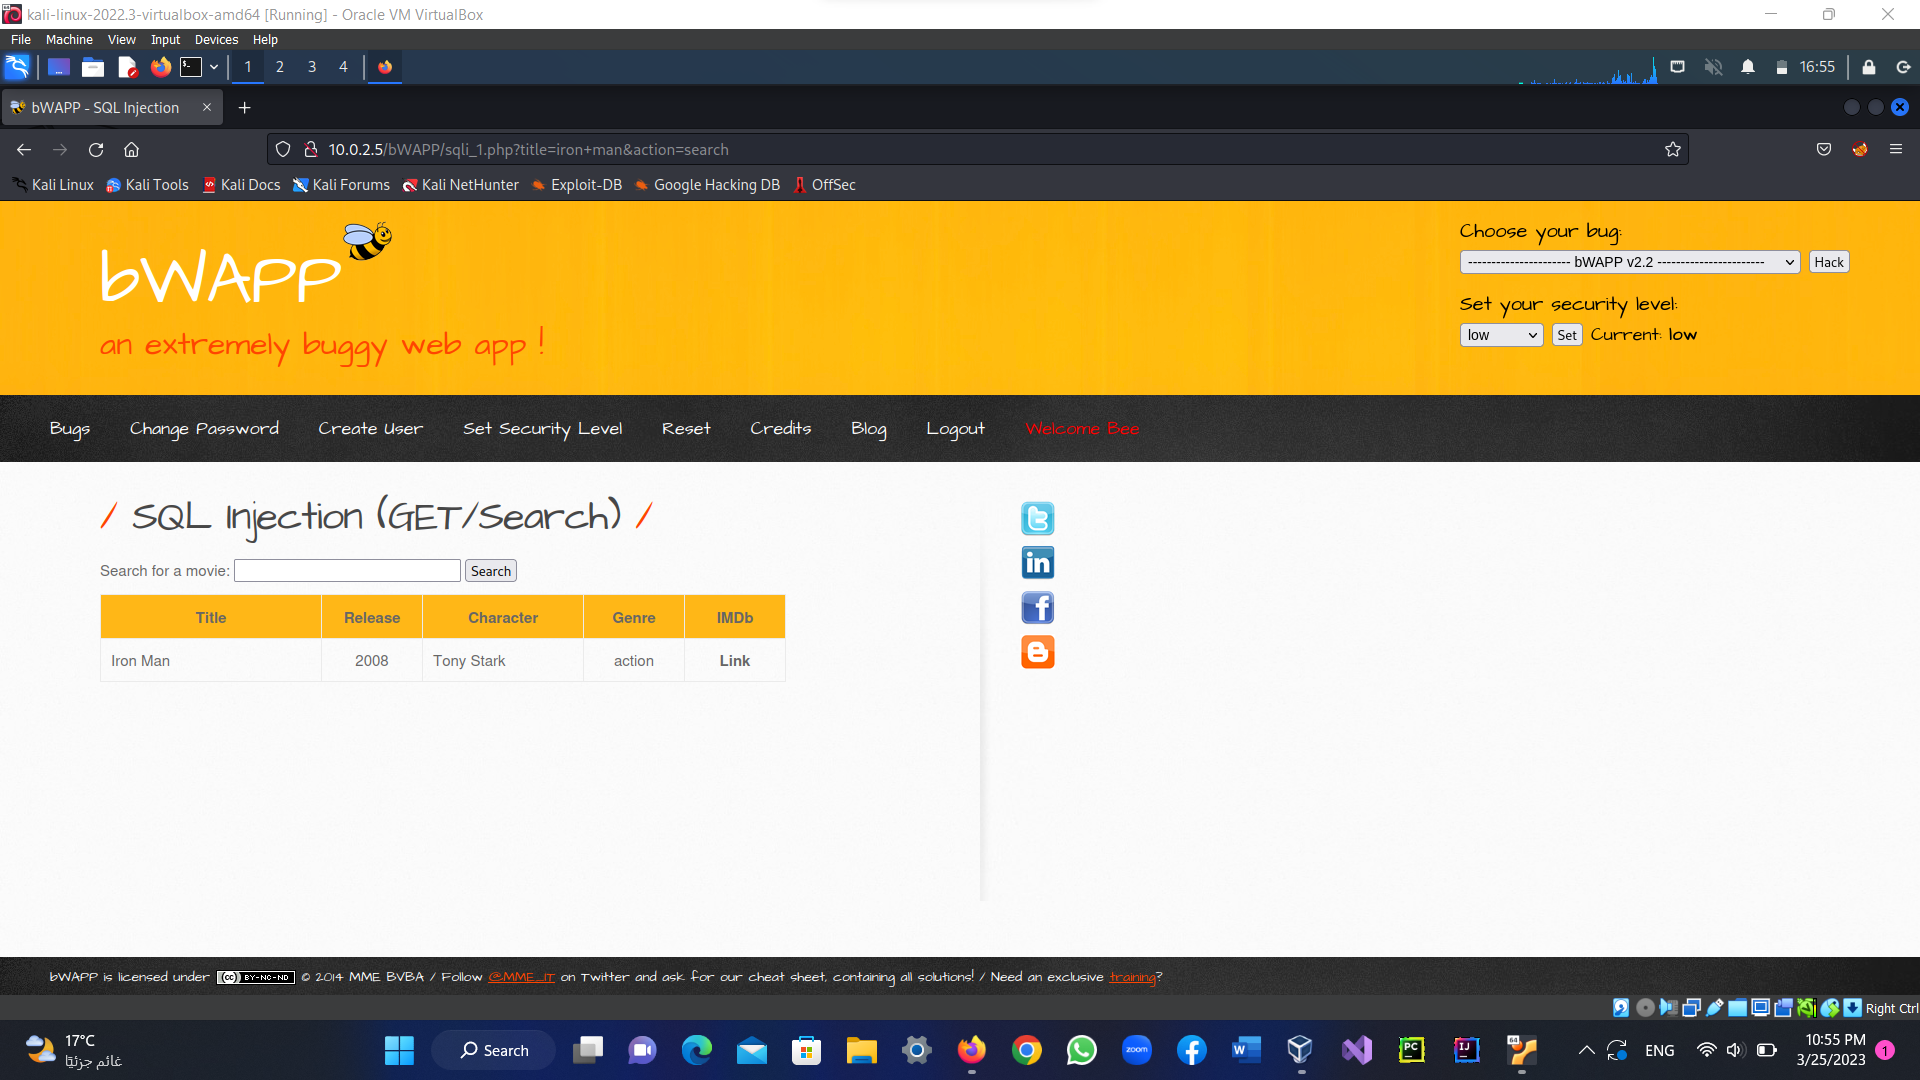 kali-linux-2022.3-virtualbox-amd64 [Running] - Oracle VM VirtualBox
File Machine View Input Devices Help
1 2 3 4 16:55
bWAPP - SQL Injection
10.0.2.5/bWAPP/sqli_1.php?title=iron+man&action=search
Kali Linux Kali Tools Kali Docs Kali Forums Kali NetHunter Exploit-DB Google Hacking DB OffSec
bWAPP
an extremely buggy web app !
Choose your bug:
---------------------- bWAPP v2.2 ----------------------- Hack
Set your security level:
low Set Current: low
Bugs Change Password Create User Set Security Level Reset Credits Blog Logout Welcome Bee
/ SQL Injection (GET/Search) /
Search for a movie: Search
Title Release Character Genre IMDb
Iron Man 2008 Tony Stark action Link
bWAPP is licensed under (cc) BY-NC-ND © 2014 MME BVBA / Follow @MME_IT on Twitter and ask for our cheat sheet, containing all solutions! / Need an exclusive training?
Right Ctrl
17°C
غائم جزئيًا
Search
zoom
ENG
10:55 PM
3/25/2023
1